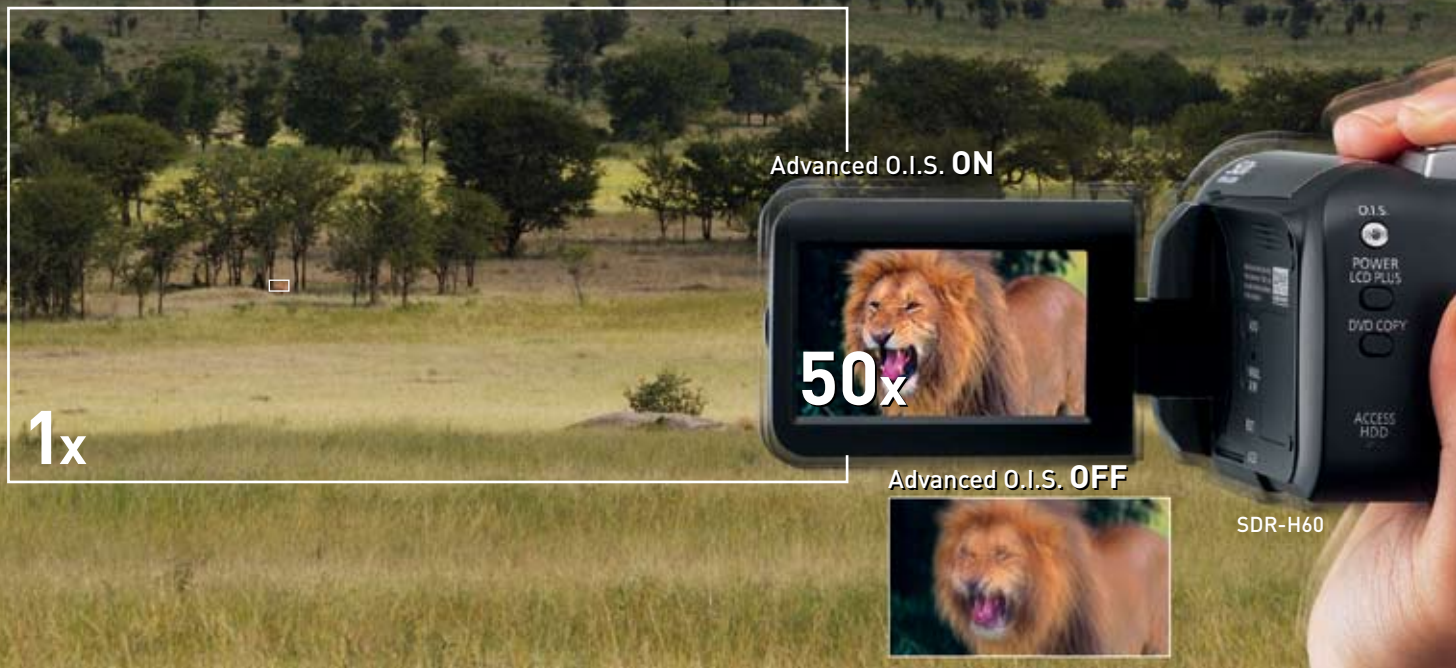 Advanced O.I.S. ON
O.I.S.
POWER
LCD PLUS
DVD COPY
50x
1x
ACCESS
HDD
Advanced O.I.S. OFF
SDR-H60